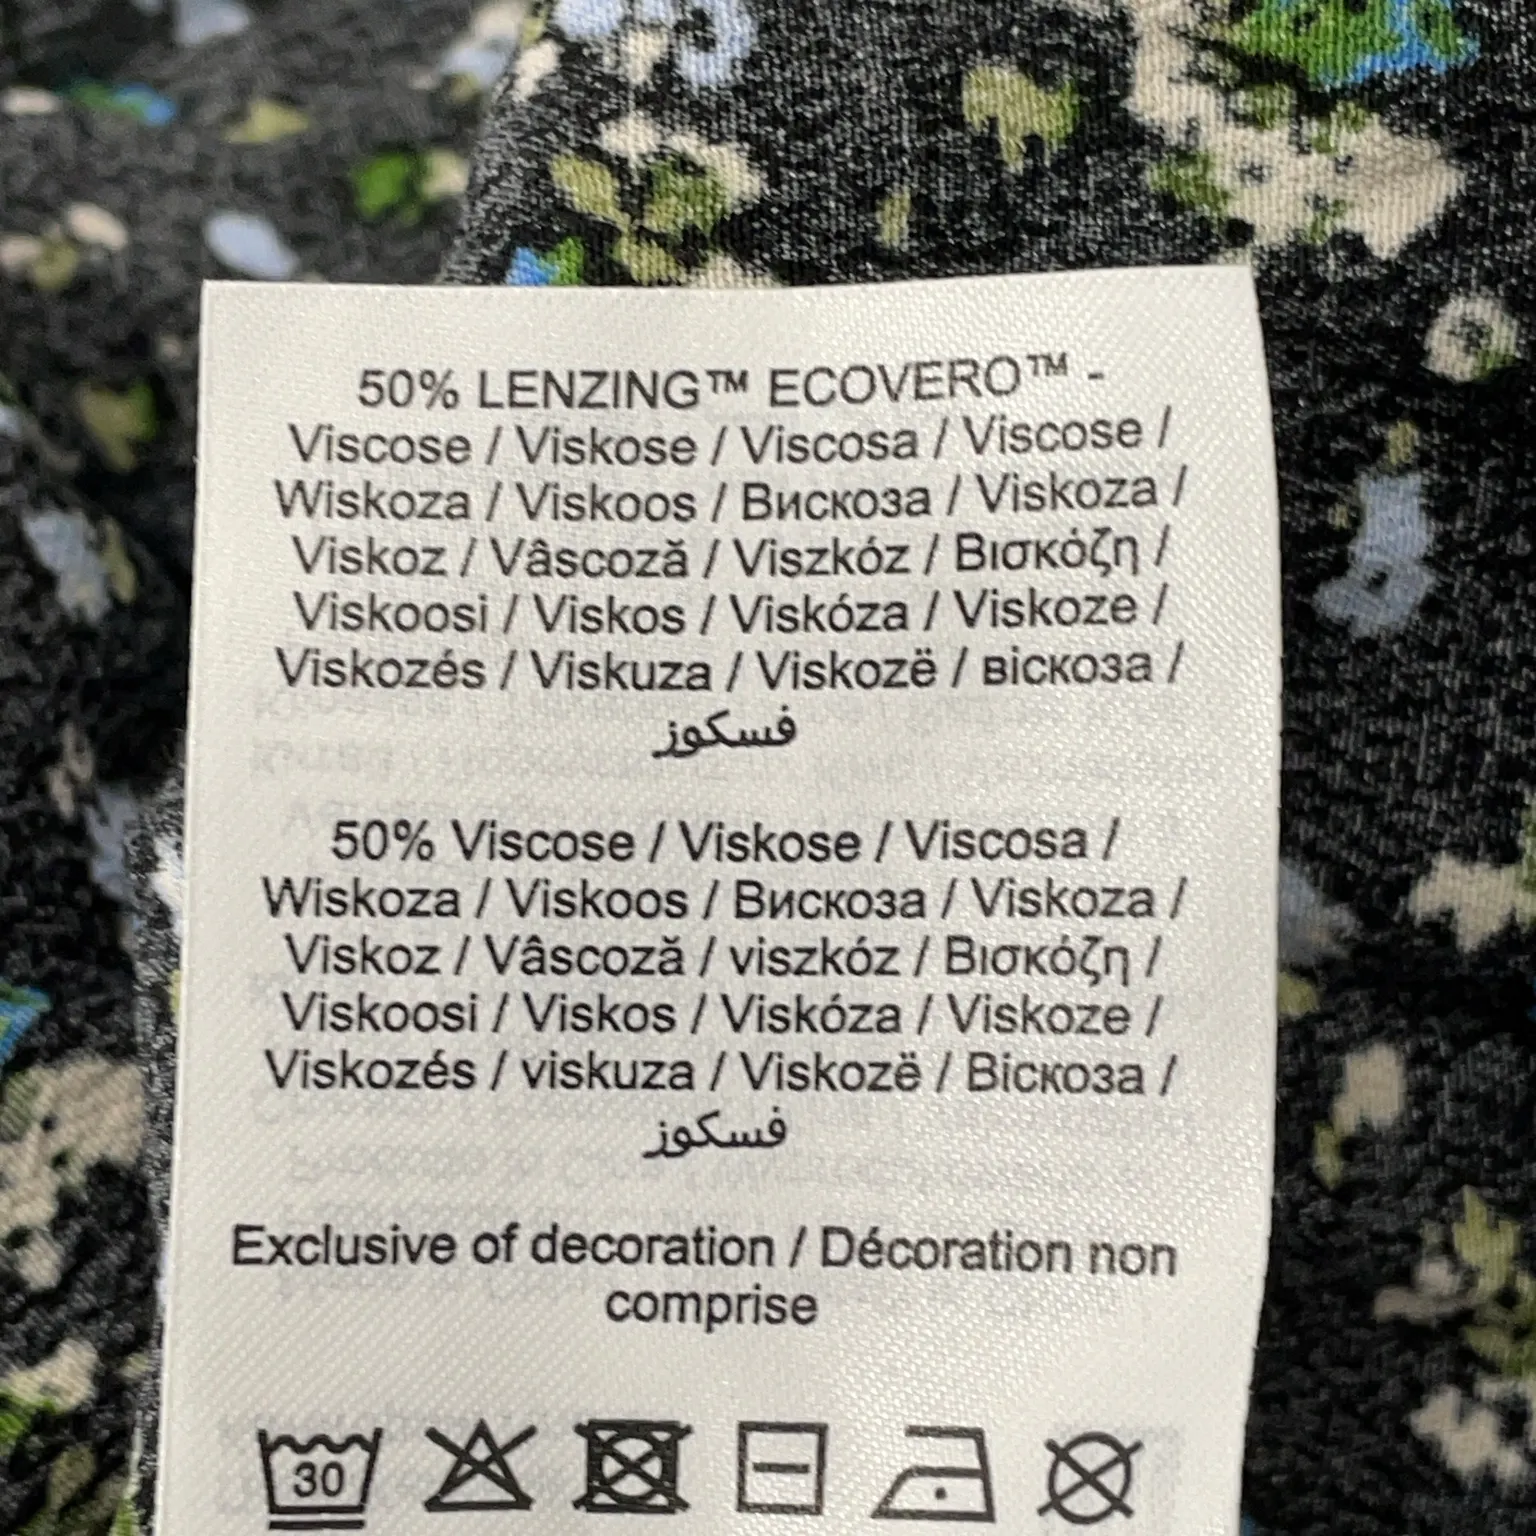 50% LENZING™ ECOVERO™ -
Viscose / Viskose / Viscosa / Viscose /
Wiskoza / Viskoos / Вискоза / Viskoza /
Viskoz / Vâscoză / Viszkóz / Βισκόζη /
Viskoosi / Viskos / Viskóza / Viskoze /
Viskozés / Viskuza / Viskozë / віскоза /
فسكوز
50% Viscose / Viskose / Viscosa /
Wiskoza / Viskoos / Вискоза / Viskoza /
Viskoz / Vâscoză / viszkóz / Βισκόζη /
Viskoosi / Viskos / Viskóza / Viskoze /
Viskozés / viskuza / Viskozë / Віскоза /
فسكوز
Exclusive of decoration / Décoration non
comprise
30